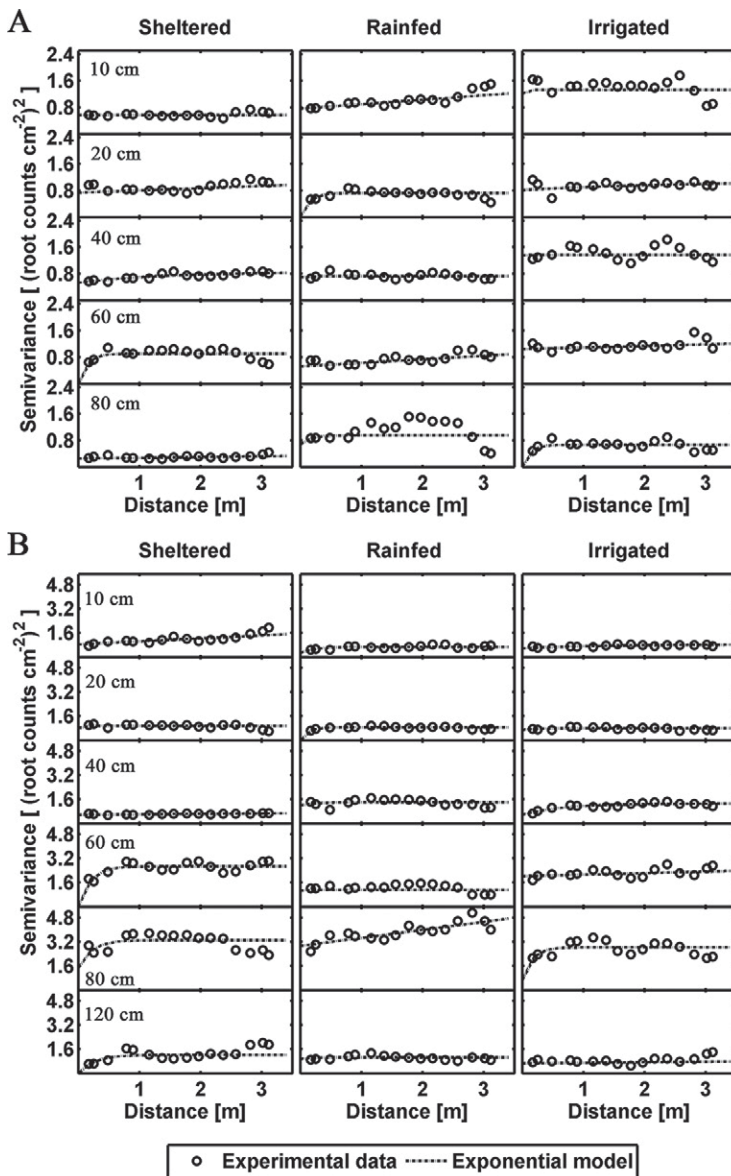 A
Sheltered Rainfed Irrigated
Semivariance [ (root counts cm⁻²)² ]
2.4
1.6
0.8
10 cm
2.4
1.6
0.8
20 cm
2.4
1.6
0.8
40 cm
2.4
1.6
0.8
60 cm
2.4
1.6
0.8
80 cm
1 2 3 1 2 3 1 2 3
Distance [m] Distance [m] Distance [m]
B
Sheltered Rainfed Irrigated
Semivariance [ (root counts cm⁻²)² ]
4.8
3.2
1.6
10 cm
4.8
3.2
1.6
20 cm
4.8
3.2
1.6
40 cm
4.8
3.2
1.6
60 cm
4.8
3.2
1.6
80 cm
4.8
3.2
1.6
120 cm
1 2 3 1 2 3 1 2 3
Distance [m] Distance [m] Distance [m]
Experimental data Exponential model